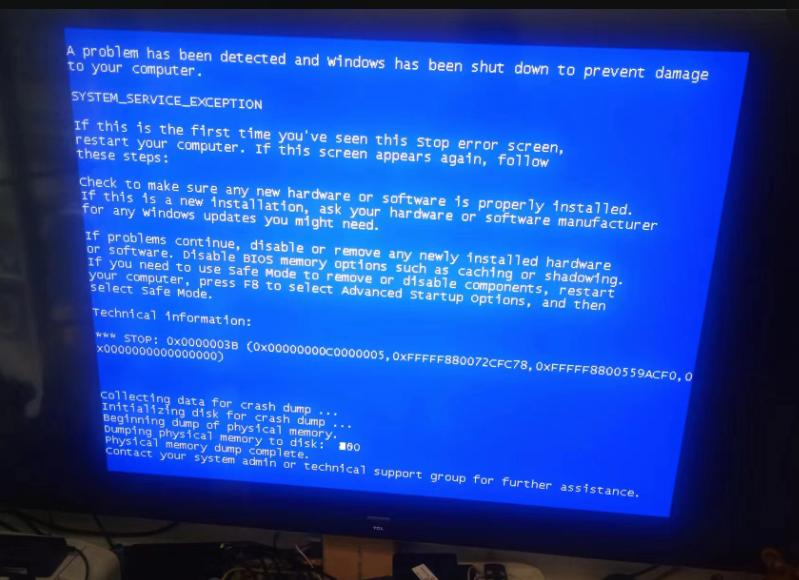 A problem has been detected and Windows has been shut down to prevent damage
to your computer.
SYSTEM_SERVICE_EXCEPTION
If this is the first time you've seen this Stop error screen,
restart your computer. If this screen appears again, follow
these steps:
Check to make sure any new hardware or software is properly installed.
If this is a new installation, ask your hardware or software manufacturer
for any Windows updates you might need.
If problems continue, disable or remove any newly installed hardware
or software. Disable BIOS memory options such as caching or shadowing.
If you need to use Safe Mode to remove or disable components, restart
your computer, press F8 to select Advanced Startup Options, and then
select Safe Mode.
Technical information:
*** STOP: 0x0000003B (0x00000000C0000005,0xFFFFF880072CFC78,0xFFFFF8800559ACF0,0
x0000000000000000)
Collecting data for crash dump ...
Initializing disk for crash dump ...
Beginning dump of physical memory.
Dumping physical memory to disk:
Physical memory dump complete.
Contact your system admin or technical support group for further assistance.
TCL